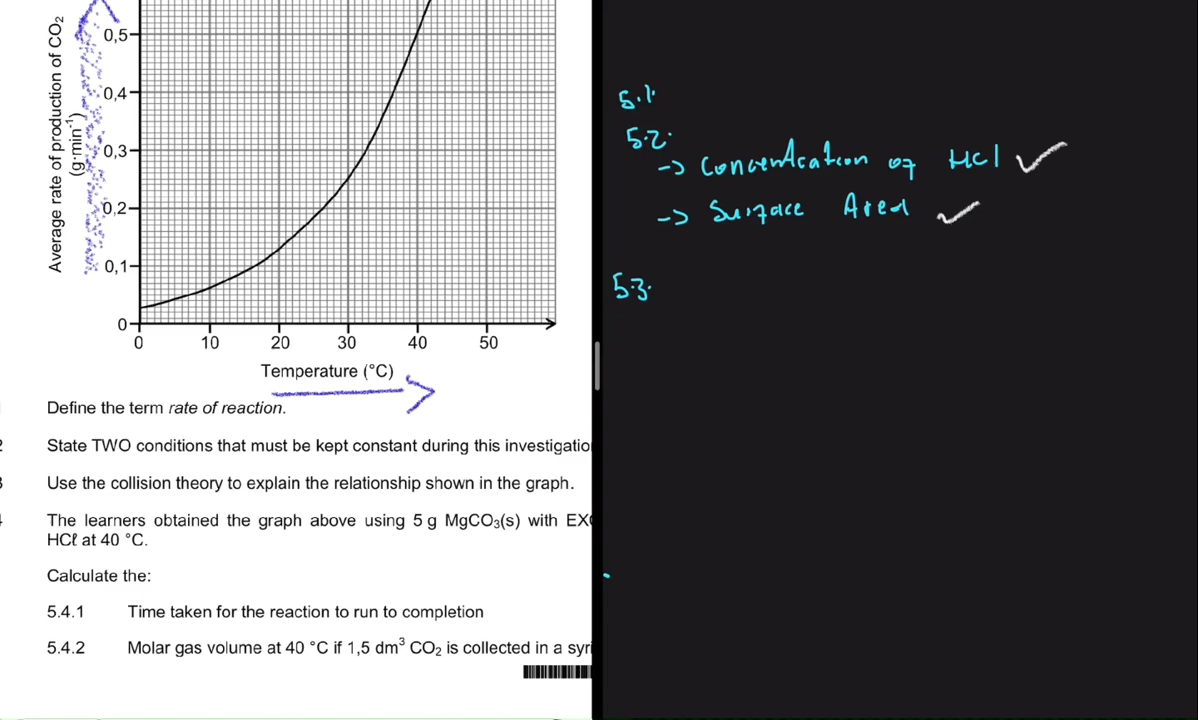 Average rate of production of CO₂
(g·min⁻¹)
0,5
0,4
0,3
0,2
0,1
0
0 10 20 30 40 50
Temperature (°C)
Define the term rate of reaction.
2 State TWO conditions that must be kept constant during this investigatio
3 Use the collision theory to explain the relationship shown in the graph.
The learners obtained the graph above using 5 g MgCO₃(s) with EX
HCℓ at 40 °C.
Calculate the:
5.4.1 Time taken for the reaction to run to completion
5.4.2 Molar gas volume at 40 °C if 1,5 dm³ CO₂ is collected in a syri
5.1.
5.2.
-> Concentration of HCl ✓
-> Surface Area ✓
5.3.